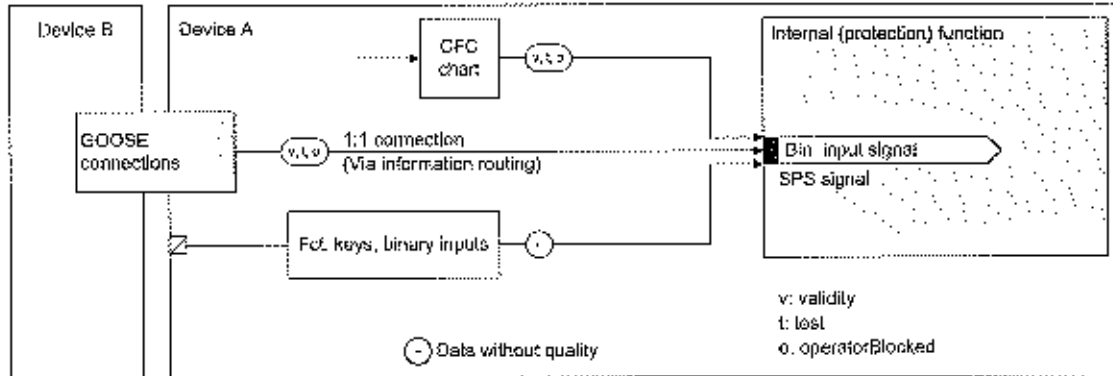 Device B
Device A
CFC
chart
v, t, o
Internal (protection) function
GOOSE
connections
v, t, o
1:1 connection
(Via information routing)
Bin. input signal
SPS signal
Fct. keys, binary inputs
-
v: validity
t: test
o: operatorBlocked
- Data without quality